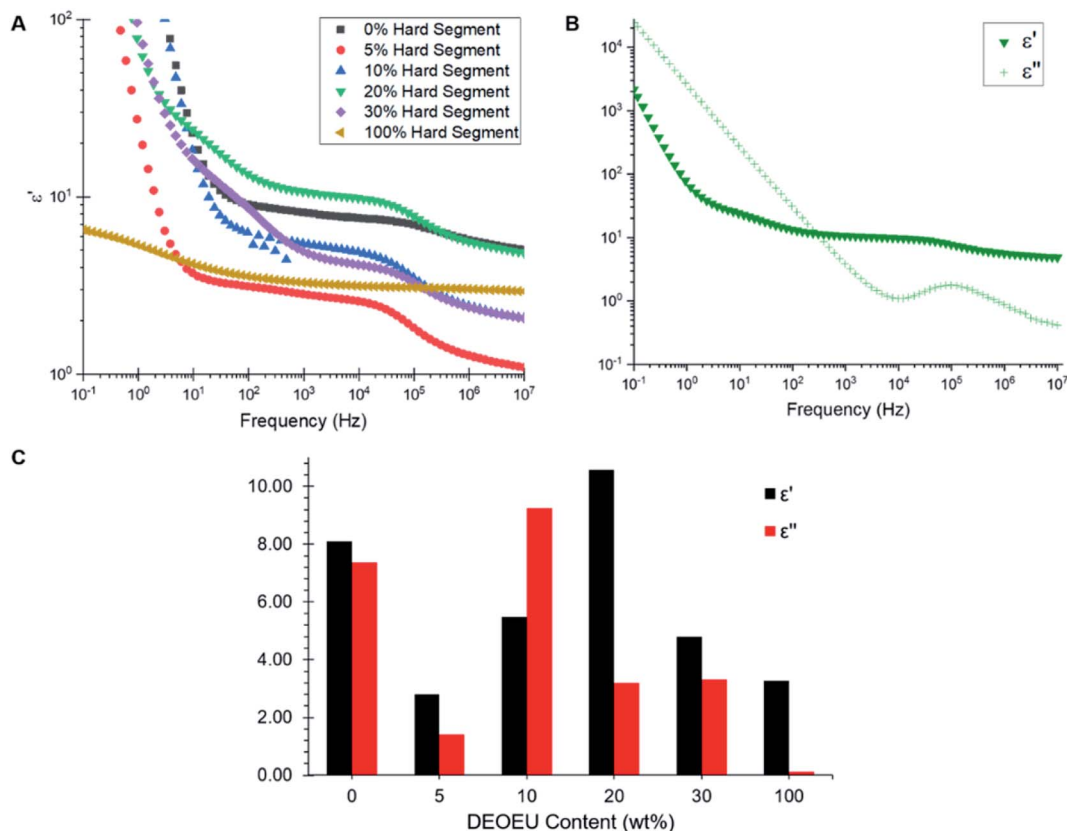 A
ε'
10²
10¹
10⁰
10⁻¹ 10⁰ 10¹ 10² 10³ 10⁴ 10⁵ 10⁶ 10⁷
Frequency (Hz)
0% Hard Segment
5% Hard Segment
10% Hard Segment
20% Hard Segment
30% Hard Segment
100% Hard Segment
B
10⁴
10³
10²
10¹
10⁰
10⁻¹
10⁻¹ 10⁰ 10¹ 10² 10³ 10⁴ 10⁵ 10⁶ 10⁷
Frequency (Hz)
ε'
ε"
C
10.00
8.00
6.00
4.00
2.00
0.00
0 5 10 20 30 100
DEOEU Content (wt%)
ε'
ε"